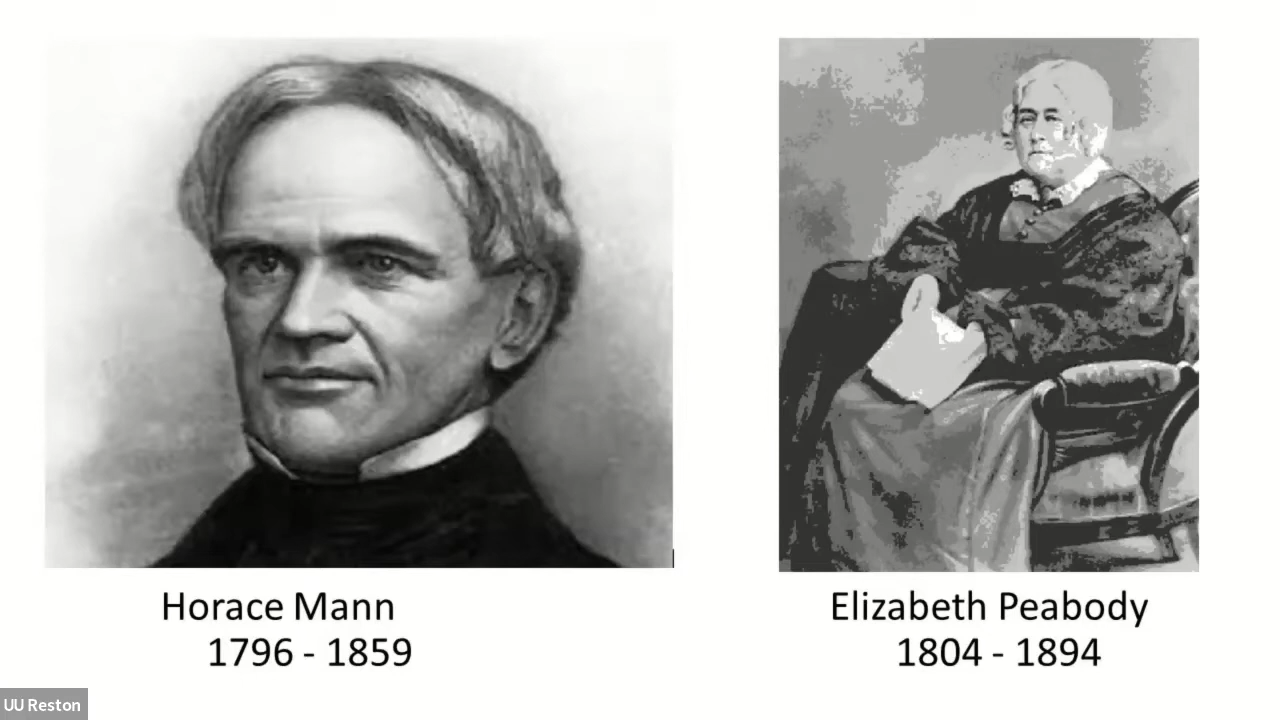 Horace Mann
1796 - 1859
Elizabeth Peabody
1804 - 1894
UU Reston